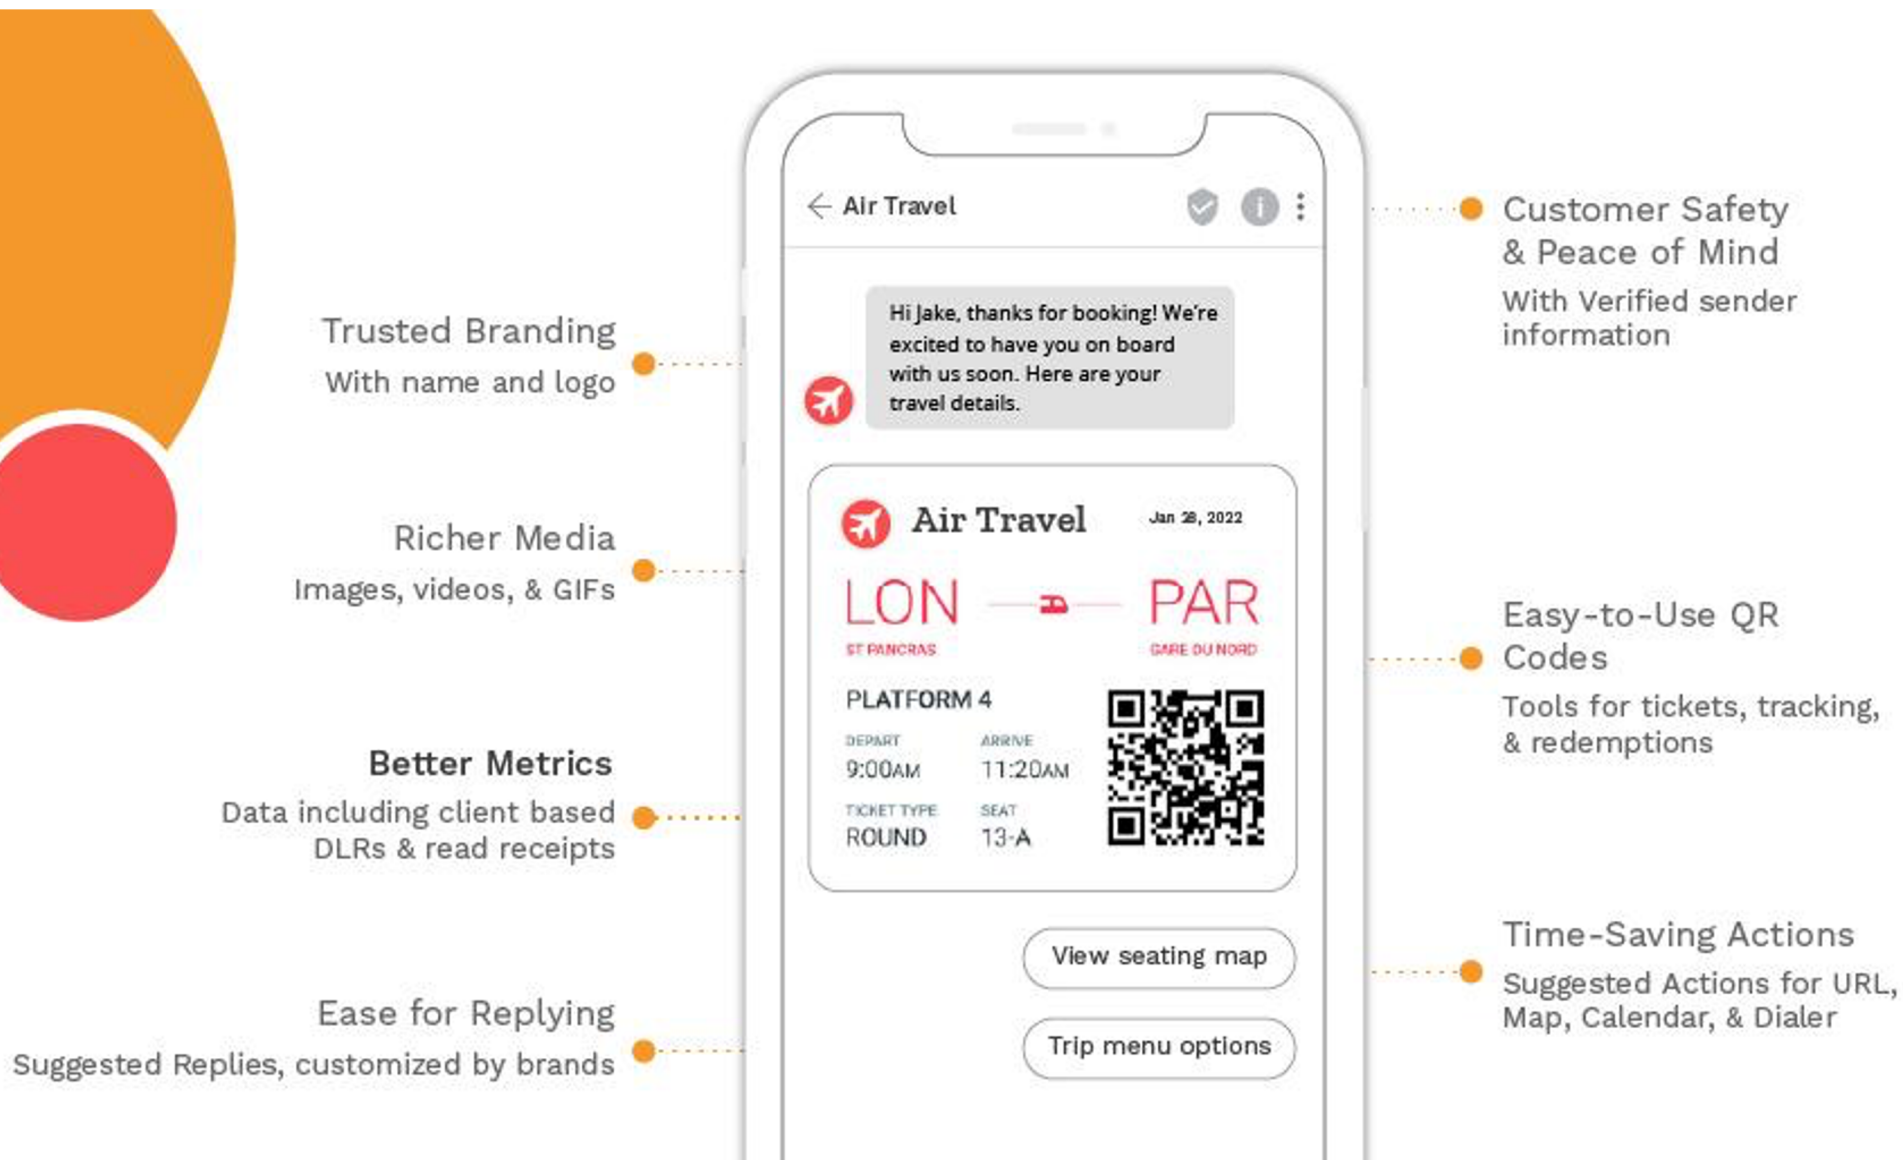 Trusted Branding
With name and logo
Richer Media
Images, videos, & GIFs
Better Metrics
Data including client based
DLRs & read receipts
Ease for Replying
Suggested Replies, customized by brands
Air Travel
Hi Jake, thanks for booking! We're
excited to have you on board
with us soon. Here are your
travel details.
Air Travel
Jan 28, 2022
LON PAR
ST PANCRAS GARE DU NORD
PLATFORM 4
DEPART ARRIVE
9:00AM 11:20AM
TICKET TYPE SEAT
ROUND 13-A
View seating map
Trip menu options
Customer Safety
& Peace of Mind
With Verified sender
information
Easy-to-Use QR
Codes
Tools for tickets, tracking,
& redemptions
Time-Saving Actions
Suggested Actions for URL,
Map, Calendar, & Dialer